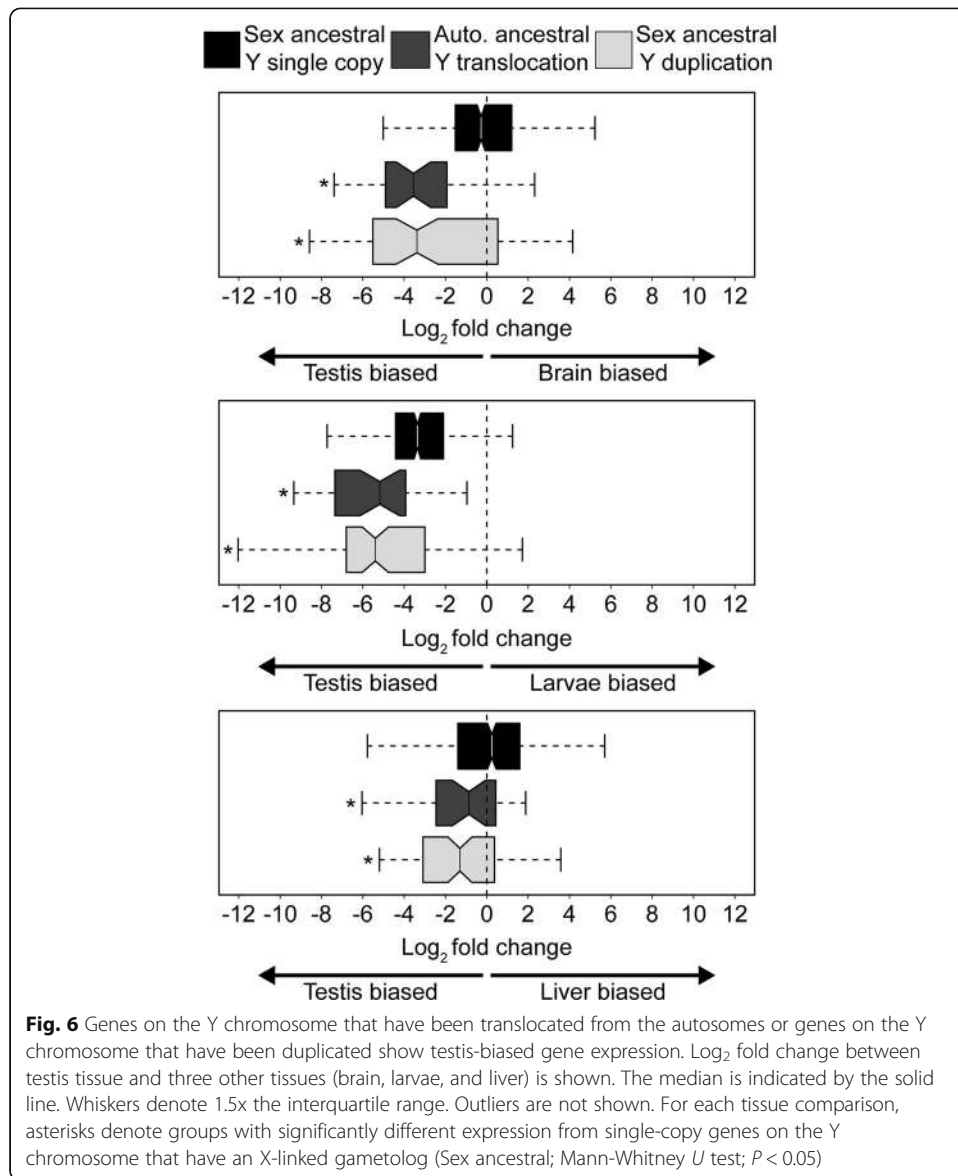 Sex ancestral Auto. ancestral Sex ancestral
Y single copy Y translocation Y duplication
*
*
-12 -10 -8 -6 -4 -2 0 2 4 6 8 10 12
Log2 fold change
Testis biased Brain biased
*
*
-12 -10 -8 -6 -4 -2 0 2 4 6 8 10 12
Log2 fold change
Testis biased Larvae biased
*
*
-12 -10 -8 -6 -4 -2 0 2 4 6 8 10 12
Log2 fold change
Testis biased Liver biased
Fig. 6 Genes on the Y chromosome that have been translocated from the autosomes or genes on the Y
chromosome that have been duplicated show testis-biased gene expression. Log2 fold change between
testis tissue and three other tissues (brain, larvae, and liver) is shown. The median is indicated by the solid
line. Whiskers denote 1.5x the interquartile range. Outliers are not shown. For each tissue comparison,
asterisks denote groups with significantly different expression from single-copy genes on the Y
chromosome that have an X-linked gametolog (Sex ancestral; Mann-Whitney U test; P < 0.05)